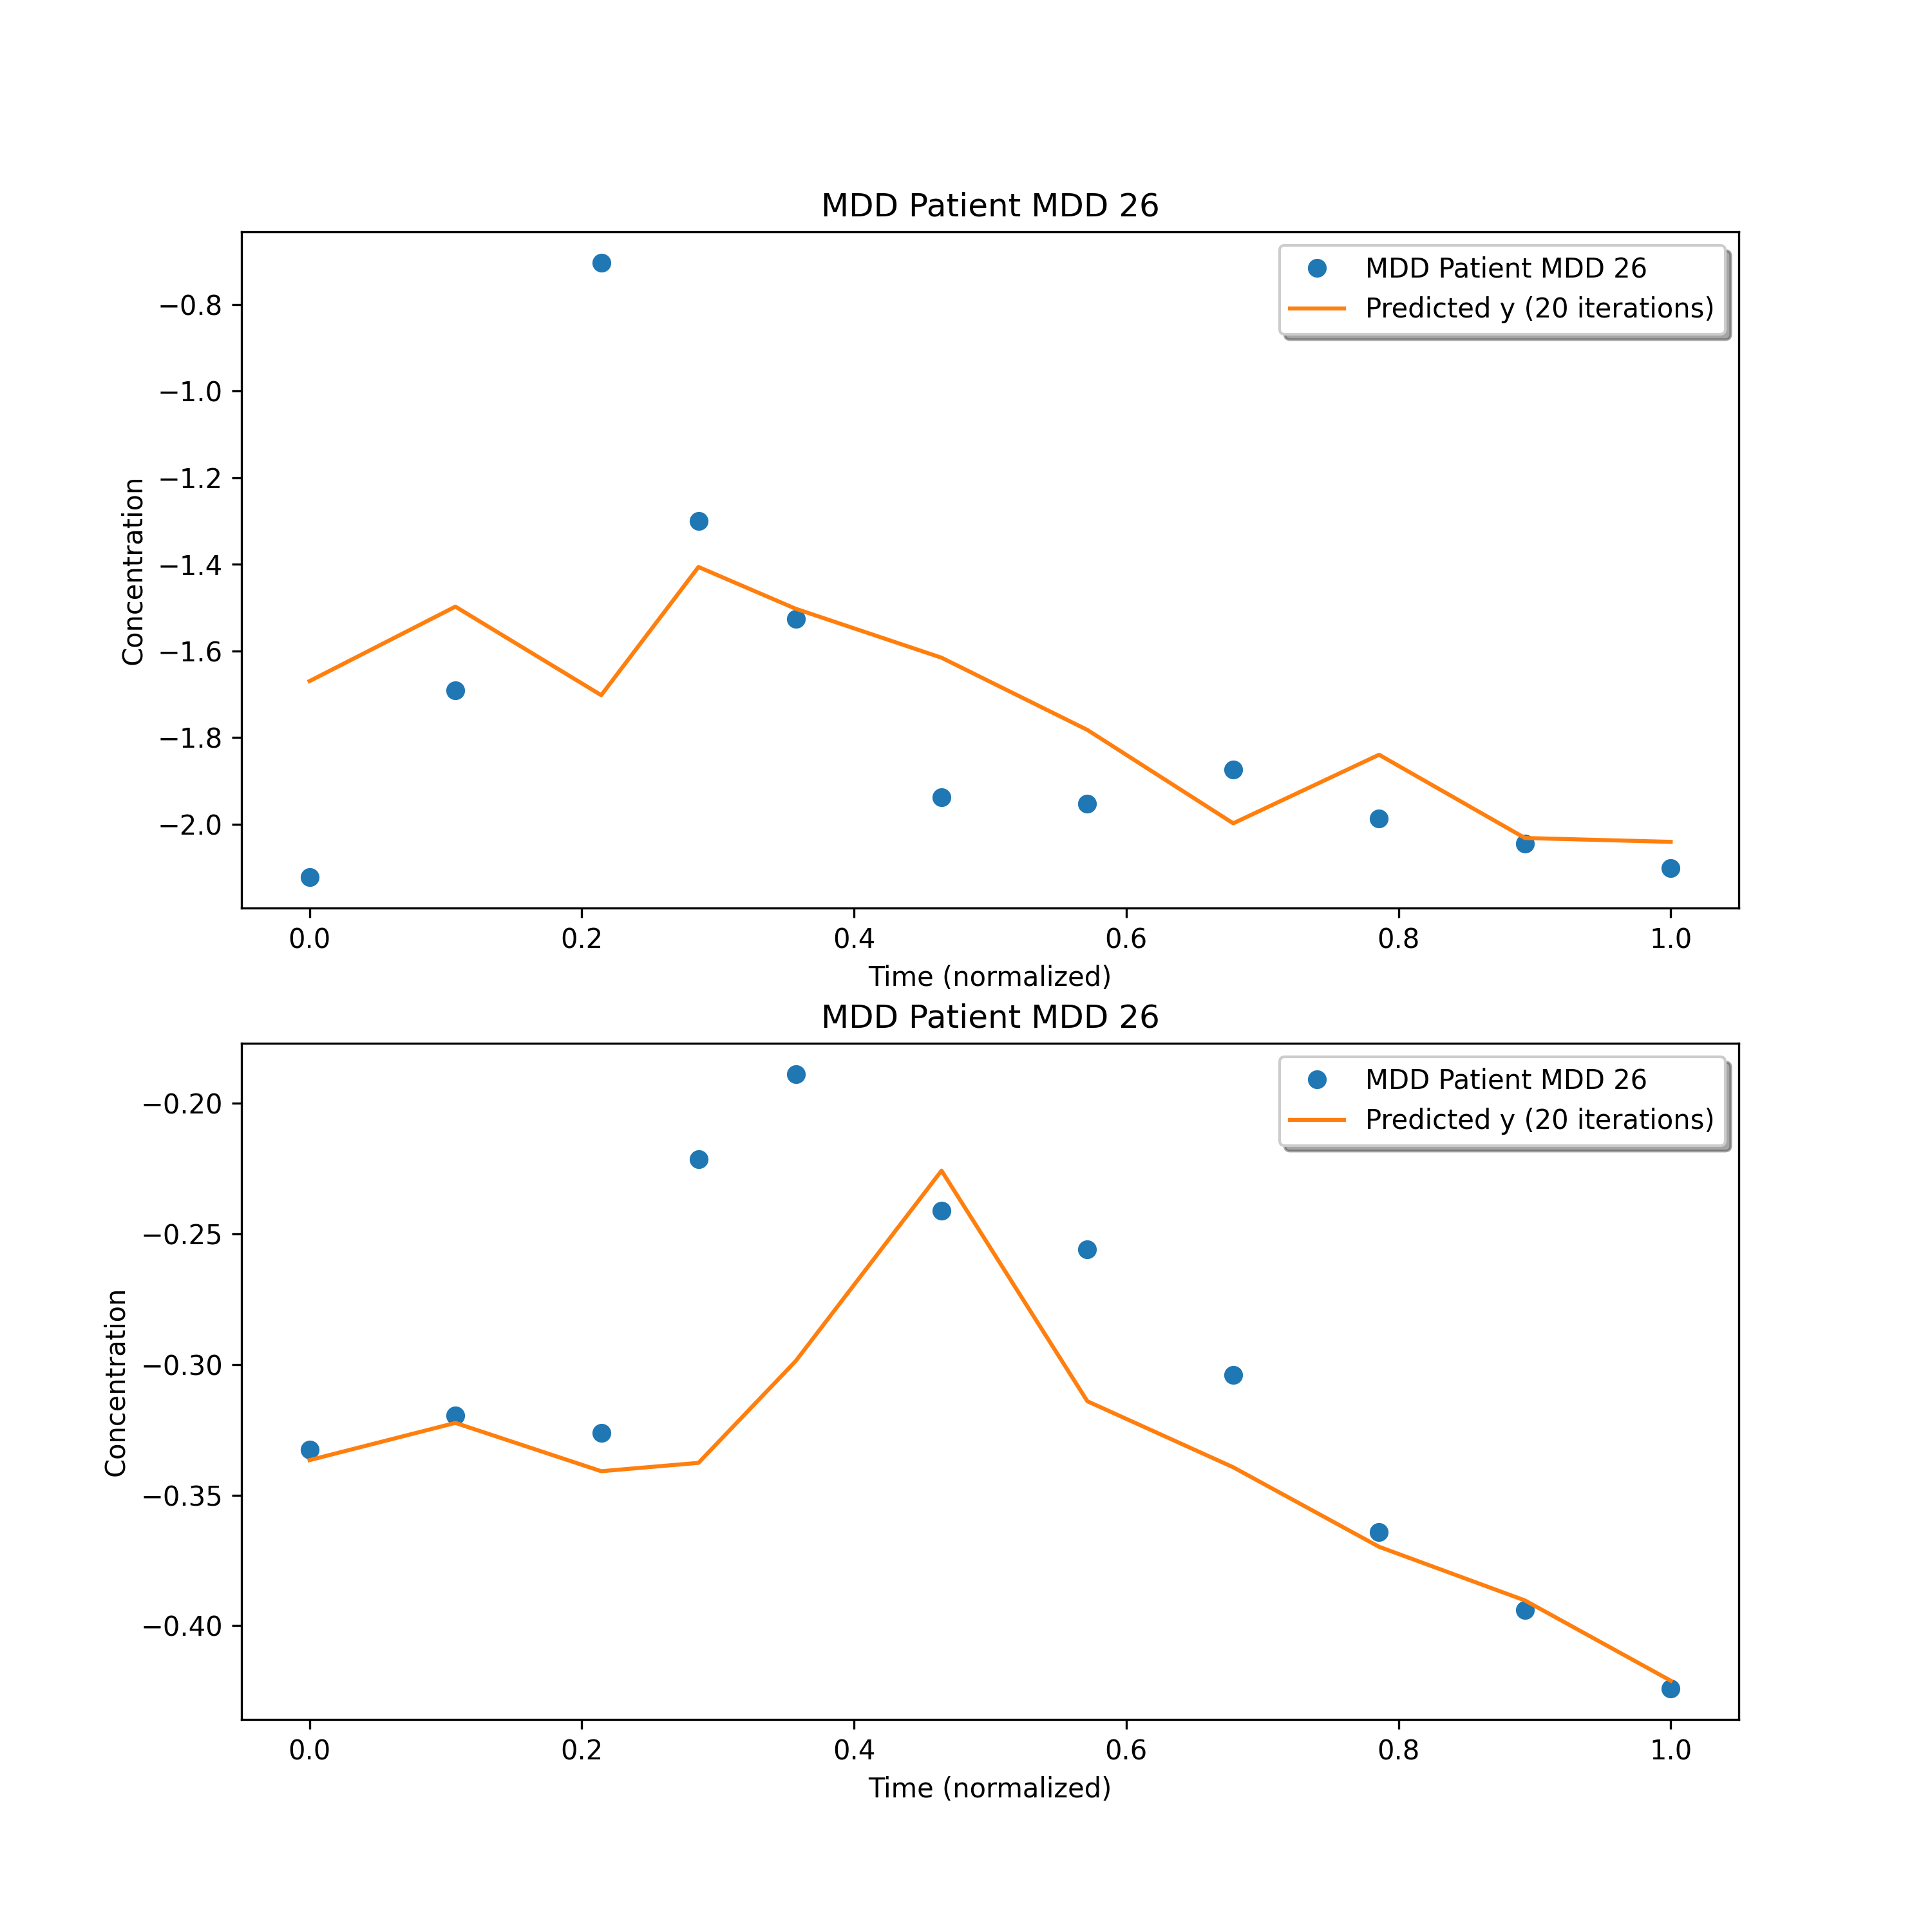 MDD Patient MDD 26
MDD Patient MDD 26
Predicted y (20 iterations)
−0.8
−1.0
−1.2
−1.4
−1.6
−1.8
−2.0
Concentration
0.0 0.2 0.4 0.6 0.8 1.0
Time (normalized)
MDD Patient MDD 26
MDD Patient MDD 26
Predicted y (20 iterations)
−0.20
−0.25
−0.30
−0.35
−0.40
Concentration
0.0 0.2 0.4 0.6 0.8 1.0
Time (normalized)